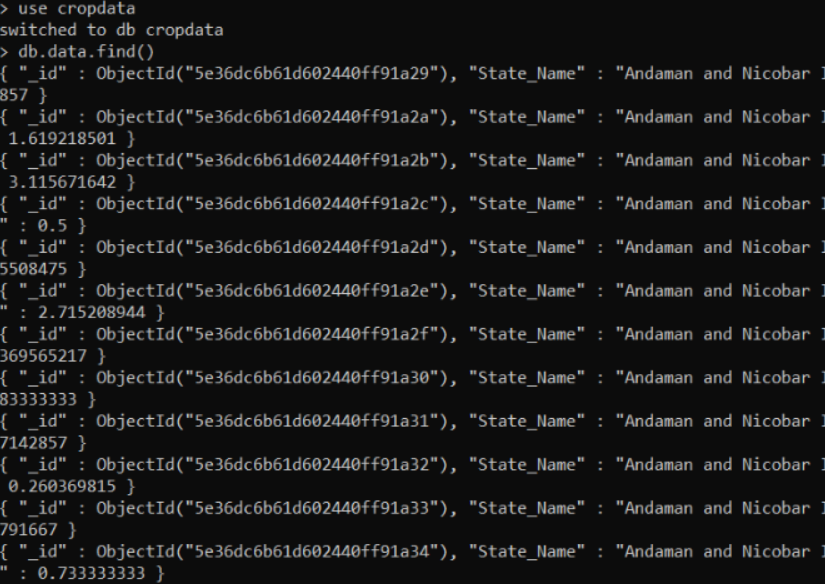 > use cropdata
switched to db cropdata
> db.data.find()
{ "_id" : ObjectId("5e36dc6b61d602440ff91a29"), "State_Name" : "Andaman and Nicobar I
857 }
{ "_id" : ObjectId("5e36dc6b61d602440ff91a2a"), "State_Name" : "Andaman and Nicobar I
1.619218501 }
{ "_id" : ObjectId("5e36dc6b61d602440ff91a2b"), "State_Name" : "Andaman and Nicobar I
3.115671642 }
{ "_id" : ObjectId("5e36dc6b61d602440ff91a2c"), "State_Name" : "Andaman and Nicobar I
" : 0.5 }
{ "_id" : ObjectId("5e36dc6b61d602440ff91a2d"), "State_Name" : "Andaman and Nicobar I
5508475 }
{ "_id" : ObjectId("5e36dc6b61d602440ff91a2e"), "State_Name" : "Andaman and Nicobar I
" : 2.715208944 }
{ "_id" : ObjectId("5e36dc6b61d602440ff91a2f"), "State_Name" : "Andaman and Nicobar I
369565217 }
{ "_id" : ObjectId("5e36dc6b61d602440ff91a30"), "State_Name" : "Andaman and Nicobar I
83333333 }
{ "_id" : ObjectId("5e36dc6b61d602440ff91a31"), "State_Name" : "Andaman and Nicobar I
7142857 }
{ "_id" : ObjectId("5e36dc6b61d602440ff91a32"), "State_Name" : "Andaman and Nicobar I
0.260369815 }
{ "_id" : ObjectId("5e36dc6b61d602440ff91a33"), "State_Name" : "Andaman and Nicobar I
791667 }
{ "_id" : ObjectId("5e36dc6b61d602440ff91a34"), "State_Name" : "Andaman and Nicobar I
" : 0.733333333 }